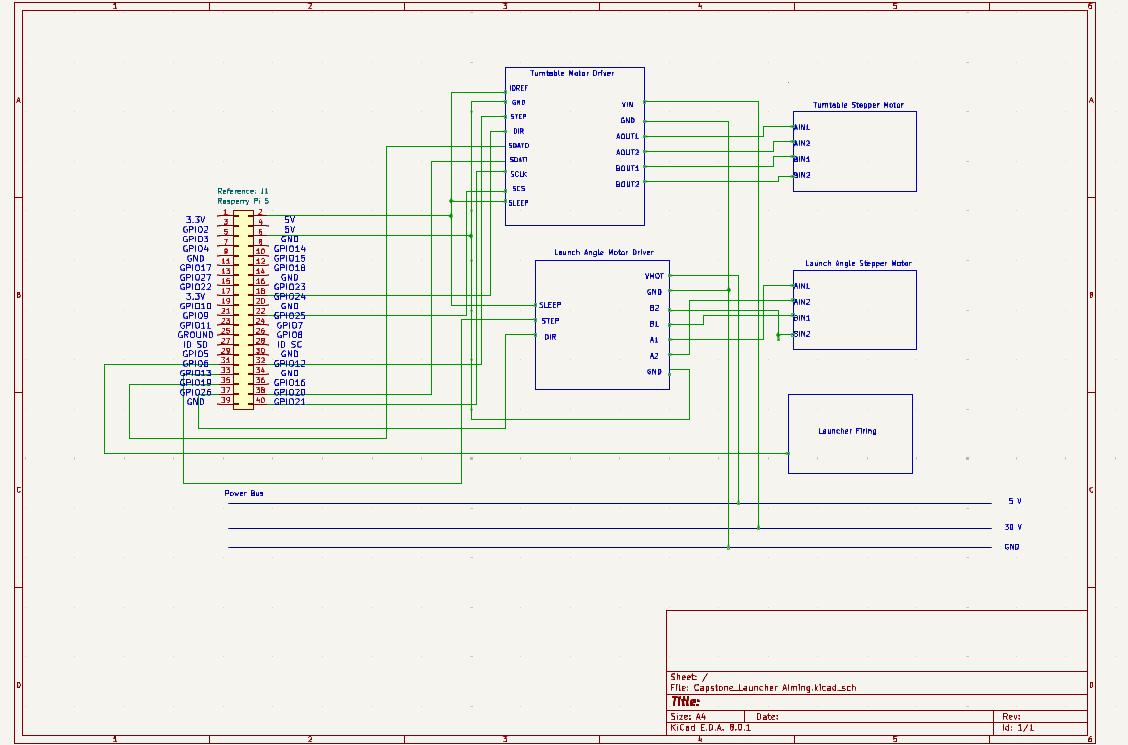 1 2 3 4 5 6
A A
B B
C C
D D
Turntable Motor Driver
IOREF
GND
STEP
DIR
SDATO
SDATI
SCLK
SCS
SLEEP
VIN
GND
AOUT1
AOUT2
BOUT1
BOUT2
Turntable Stepper Motor
AIN1
AIN2
BIN1
BIN2
Reference: J1
Rasperry Pi 5
1 2
3.3V 3 4 5V
GPIO2 5 6 5V
GPIO3 7 8 GND
GPIO4 9 10 GPIO14
GND 11 12 GPIO15
GPIO17 13 14 GPIO18
GPIO27 15 16 GND
GPIO22 17 18 GPIO23
3.3V 19 20 GPIO24
GPIO10 21 22 GND
GPIO9 23 24 GPIO25
GPIO11 25 26 GPIO7
GROUND 27 28 GPIO8
ID SD 29 30 ID SC
GPIO5 31 32 GND
GPIO6 33 34 GPIO12
GPIO13 35 36 GND
GPIO19 37 38 GPIO16
GPIO26 39 40 GPIO20
GND GPIO21
Launch Angle Motor Driver
SLEEP
STEP
DIR
VMOT
GND
B2
B1
A1
A2
GND
Launch Angle Stepper Motor
AIN1
AIN2
BIN1
BIN2
Launcher Firing
Power Bus
5 V
30 V
GND
Sheet: /
File: Capstone_Launcher Aiming.kicad_sch
Title:
Size: A4 Date: Rev:
KiCad E.D.A. 8.0.1 Id: 1/1
1 2 3 4 5 6